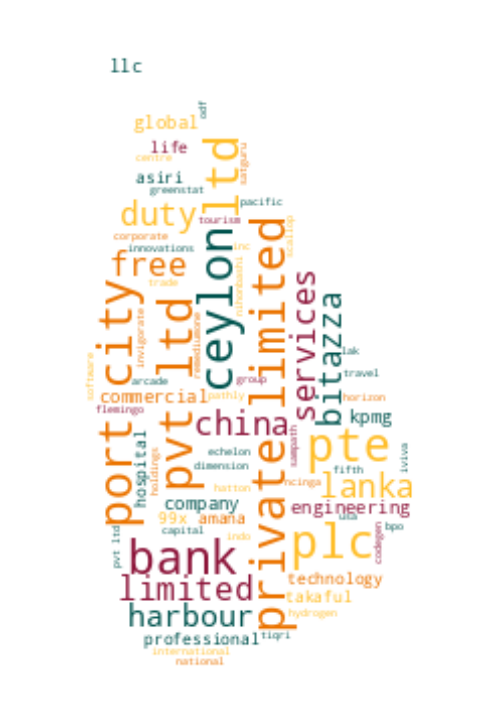 llc
odf
global
ltd
life
centre
satguru
asiri
greenstat
pacific
duty
tourism
corporate
innovations
inc
scallop
free
ceylon
private limited
nihonbashi
trade
services
port city
pvt ltd
bitazza
invigorate
remediumone
lak
software
travel
arcade
group
commercial
pathly
horizon
flemingo
china
kpmg
sampath
hospital
pte
echelon
iviva
holdings
dimension
fifth
ncinga
lanka
hatton
company
engineering
99x
amana
codegen
bpo
pvt ltd
capital
indo
plc
bank
limited
technology
takaful
harbour
hydrogen
professional
tiqri
international
national